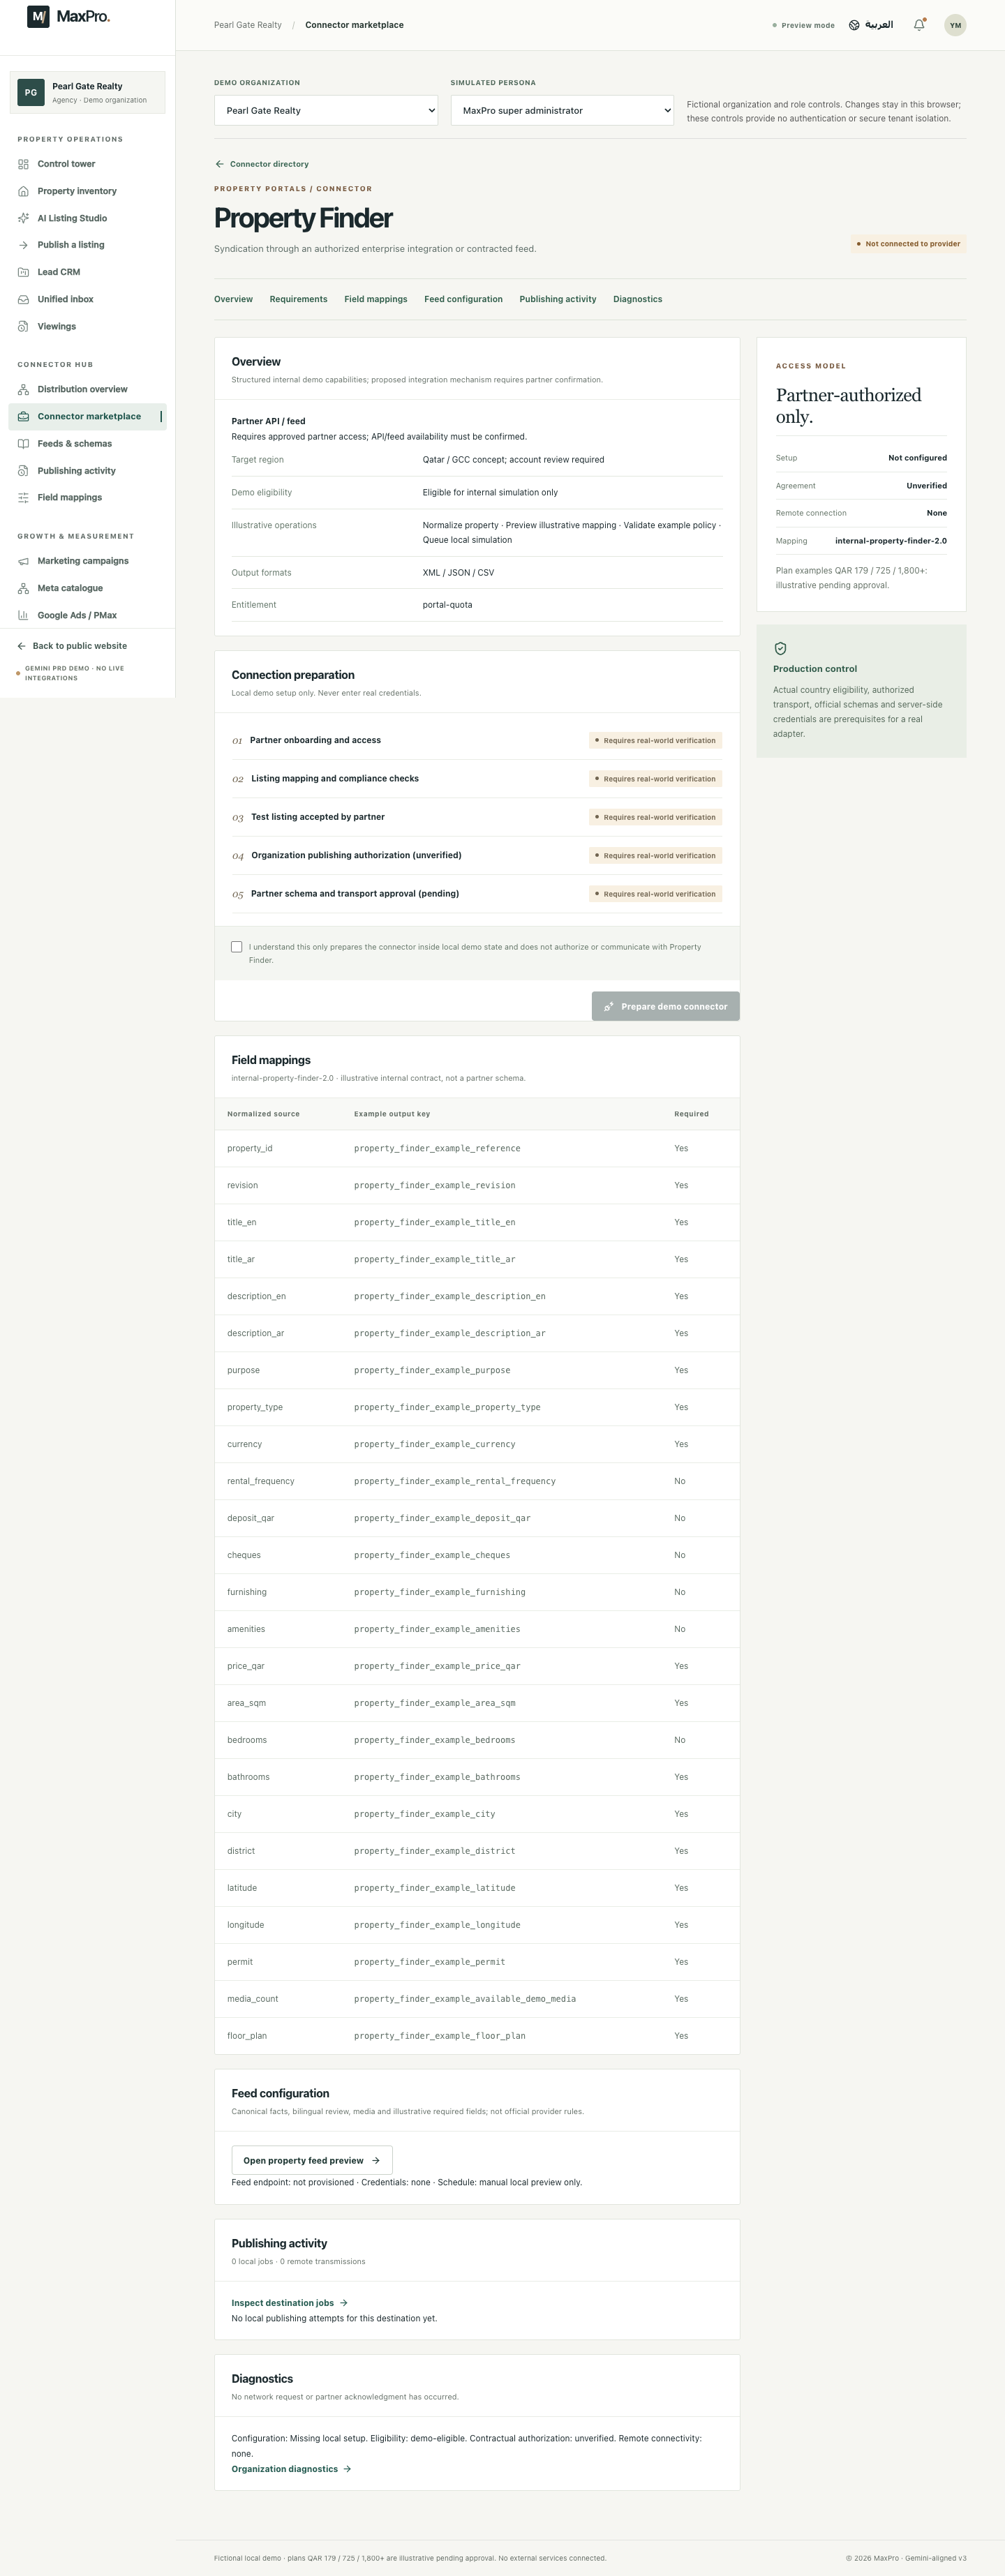 M/ MaxPro.
PG
Pearl Gate Realty
Agency · Demo organization
PROPERTY OPERATIONS
Control tower
Property inventory
AI Listing Studio
Publish a listing
Lead CRM
Unified inbox
Viewings
CONNECTOR HUB
Distribution overview
Connector marketplace
Feeds & schemas
Publishing activity
Field mappings
GROWTH & MEASUREMENT
Marketing campaigns
Meta catalogue
Google Ads / PMax
Back to public website
GEMINI PRD DEMO · NO LIVE
INTEGRATIONS
Pearl Gate Realty / Connector marketplace
Preview mode
العربية
YM
DEMO ORGANIZATION
Pearl Gate Realty
SIMULATED PERSONA
MaxPro super administrator
Fictional organization and role controls. Changes stay in this browser;
these controls provide no authentication or secure tenant isolation.
Connector directory
PROPERTY PORTALS / CONNECTOR
Property Finder
Syndication through an authorized enterprise integration or contracted feed.
Not connected to provider
Overview Requirements Field mappings Feed configuration Publishing activity Diagnostics
Overview
Structured internal demo capabilities; proposed integration mechanism requires partner confirmation.
Partner API / feed
Requires approved partner access; API/feed availability must be confirmed.
Target region Qatar / GCC concept; account review required
Demo eligibility Eligible for internal simulation only
Illustrative operations Normalize property · Preview illustrative mapping · Validate example policy ·
Queue local simulation
Output formats XML / JSON / CSV
Entitlement portal-quota
ACCESS MODEL
Partner-authorized
only.
Setup Not configured
Agreement Unverified
Remote connection None
Mapping internal-property-finder-2.0
Plan examples QAR 179 / 725 / 1,800+:
illustrative pending approval.
Production control
Actual country eligibility, authorized
transport, official schemas and server-side
credentials are prerequisites for a real
adapter.
Connection preparation
Local demo setup only. Never enter real credentials.
01 Partner onboarding and access Requires real-world verification
02 Listing mapping and compliance checks Requires real-world verification
03 Test listing accepted by partner Requires real-world verification
04 Organization publishing authorization (unverified) Requires real-world verification
05 Partner schema and transport approval (pending) Requires real-world verification
I understand this only prepares the connector inside local demo state and does not authorize or communicate with Property
Finder.
Prepare demo connector
Field mappings
internal-property-finder-2.0 · illustrative internal contract, not a partner schema.
Normalized source Example output key Required
property_id property_finder_example_reference Yes
revision property_finder_example_revision Yes
title_en property_finder_example_title_en Yes
title_ar property_finder_example_title_ar Yes
description_en property_finder_example_description_en Yes
description_ar property_finder_example_description_ar Yes
purpose property_finder_example_purpose Yes
property_type property_finder_example_property_type Yes
currency property_finder_example_currency Yes
rental_frequency property_finder_example_rental_frequency No
deposit_qar property_finder_example_deposit_qar No
cheques property_finder_example_cheques No
furnishing property_finder_example_furnishing No
amenities property_finder_example_amenities No
price_qar property_finder_example_price_qar Yes
area_sqm property_finder_example_area_sqm Yes
bedrooms property_finder_example_bedrooms No
bathrooms property_finder_example_bathrooms Yes
city property_finder_example_city Yes
district property_finder_example_district Yes
latitude property_finder_example_latitude Yes
longitude property_finder_example_longitude Yes
permit property_finder_example_permit Yes
media_count property_finder_example_available_demo_media Yes
floor_plan property_finder_example_floor_plan Yes
Feed configuration
Canonical facts, bilingual review, media and illustrative required fields; not official provider rules.
Open property feed preview
Feed endpoint: not provisioned · Credentials: none · Schedule: manual local preview only.
Publishing activity
0 local jobs · 0 remote transmissions
Inspect destination jobs
No local publishing attempts for this destination yet.
Diagnostics
No network request or partner acknowledgment has occurred.
Configuration: Missing local setup. Eligibility: demo-eligible. Contractual authorization: unverified. Remote connectivity:
none.
Organization diagnostics
Fictional local demo · plans QAR 179 / 725 / 1,800+ are illustrative pending approval. No external services connected.
© 2026 MaxPro · Gemini-aligned v3